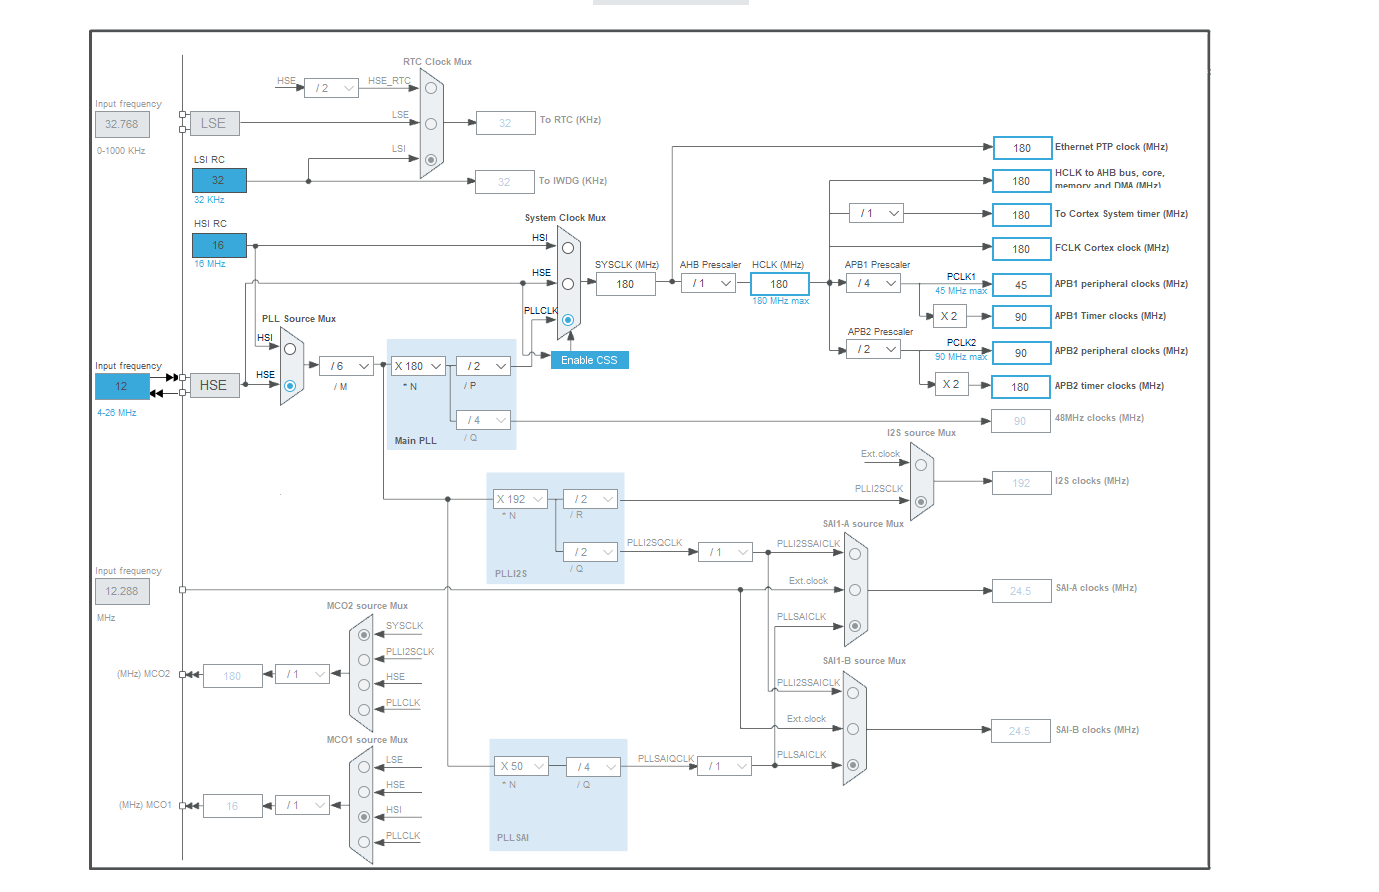 RTC Clock Mux
HSE
/ 2
HSE_RTC
Input frequency
32.768
LSE
LSE
32
To RTC (KHz)
0-1000 KHz
LSI
LSI RC
32
32
To IWDG (KHz)
32 KHz
Ethernet PTP clock (MHz)
180
HCLK to AHB bus, core,
memory and DMA (MHz)
180
/ 1
180
To Cortex System timer (MHz)
HSI RC
System Clock Mux
16
HSI
180
FCLK Cortex clock (MHz)
16 MHz
HSE
SYSCLK (MHz)
AHB Prescaler
HCLK (MHz)
APB1 Prescaler
180
/ 1
180
/ 4
PCLK1
45
APB1 peripheral clocks (MHz)
180 MHz max
45 MHz max
PLL Source Mux
PLLCLK
X 2
90
APB1 Timer clocks (MHz)
HSI
APB2 Prescaler
PCLK2
/ 2
90
APB2 peripheral clocks (MHz)
90 MHz max
Input frequency
12
HSE
HSE
/ 6
X 180
/ 2
Enable CSS
/ M
* N
/ P
X 2
180
APB2 timer clocks (MHz)
4-26 MHz
/ 4
90
48MHz clocks (MHz)
Main PLL
/ Q
I2S source Mux
Ext.clock
X 192
/ 2
PLLI2SCLK
192
I2S clocks (MHz)
* N
/ R
SAI1-A source Mux
/ 2
PLLI2SQCLK
/ 1
PLLI2SSAICLK
PLLI2S
/ Q
Input frequency
12.288
Ext.clock
24.5
SAI-A clocks (MHz)
MHz
MCO2 source Mux
SYSCLK
PLLSAICLK
PLLI2SCLK
SAI1-B source Mux
(MHz) MCO2
180
/ 1
HSE
PLLI2SSAICLK
PLLCLK
Ext.clock
24.5
SAI-B clocks (MHz)
MCO1 source Mux
LSE
X 50
/ 4
PLLSAIQCLK
/ 1
PLLSAICLK
HSE
* N
/ Q
(MHz) MCO1
16
/ 1
HSI
PLLCLK
PLLSAI